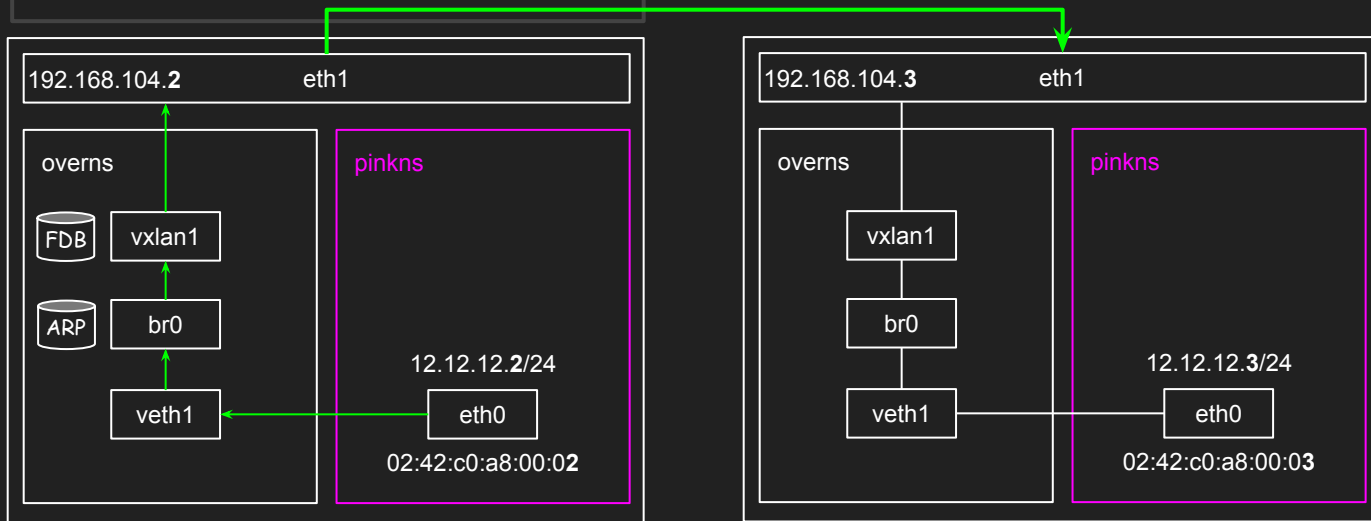 192.168.104.2 eth1
overns
pinkns
FDB
vxlan1
ARP
br0
12.12.12.2/24
veth1
eth0
02:42:c0:a8:00:02
192.168.104.3 eth1
overns
pinkns
vxlan1
br0
12.12.12.3/24
veth1
eth0
02:42:c0:a8:00:03